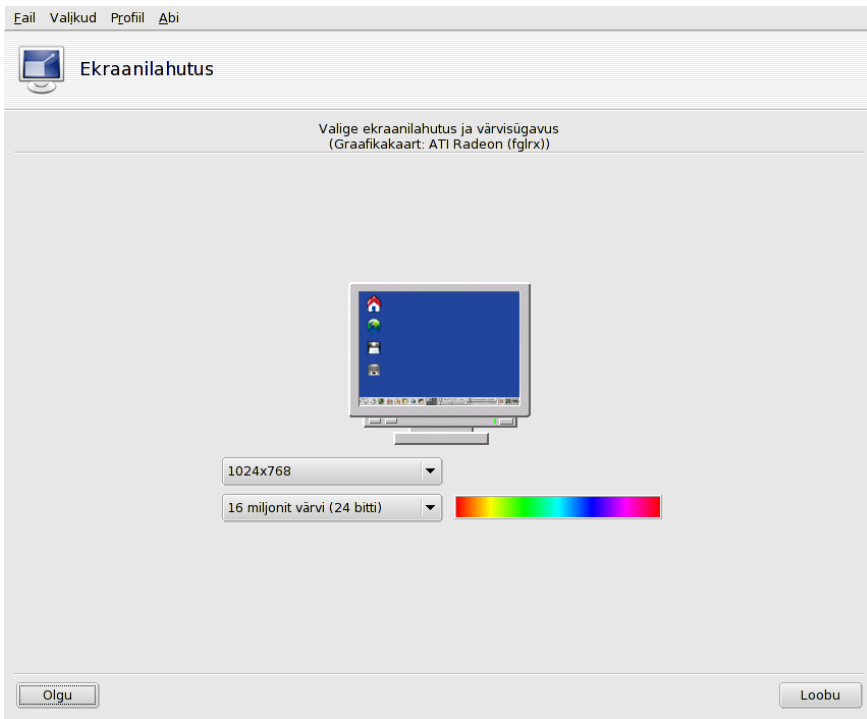 Fail Valikud Profiil Abi
Ekraanilahutus
Valige ekraanilahutus ja värvisügavus
(Graafikakaart: ATI Radeon (fglrx))
1024x768
16 miljonit värvi (24 bitti)
Olgu
Loobu